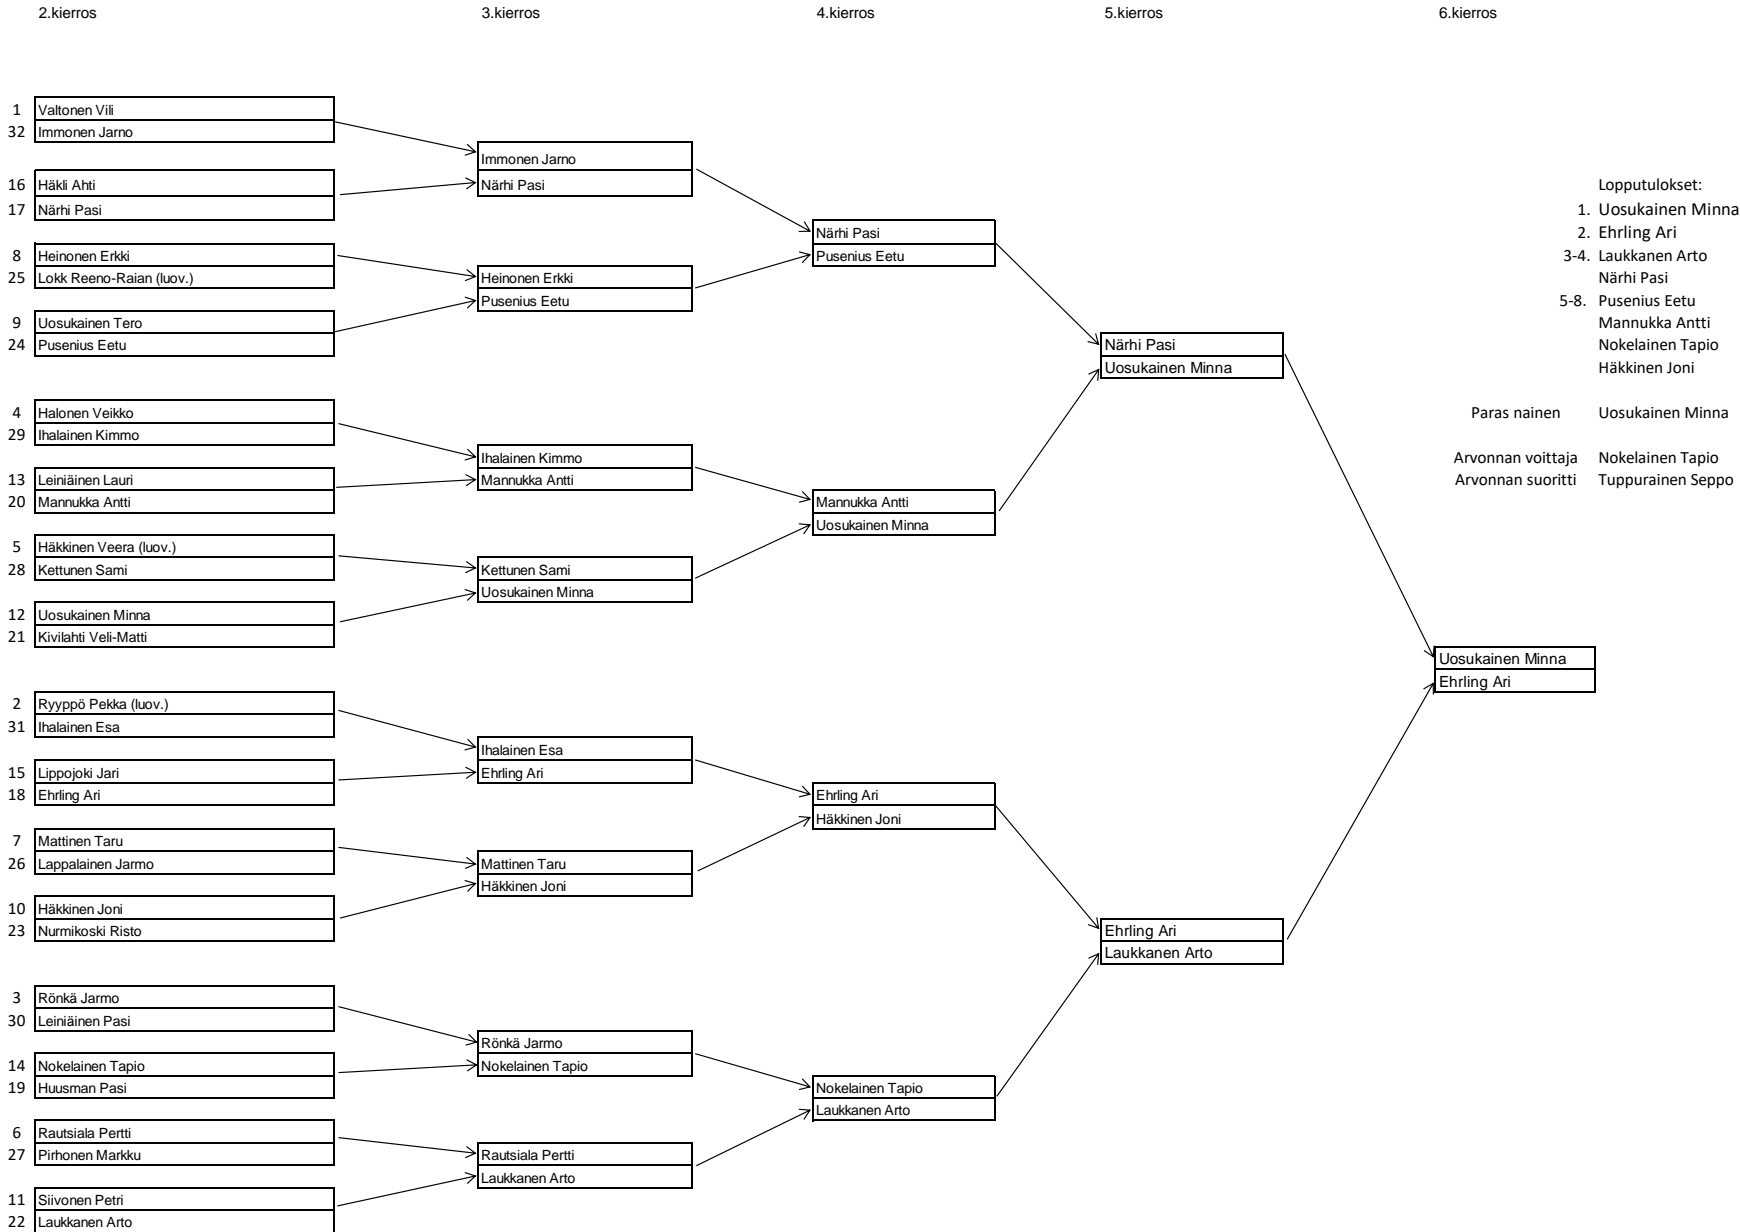 2.kierros 3.kierros 4.kierros 5.kierros 6.kierros
1 Valtonen Vili
32 Immonen Jarno
16 Häkli Ahti
17 Närhi Pasi
8 Heinonen Erkki
25 Lokk Reeno-Raian (luov.)
9 Uosukainen Tero
24 Pusenius Eetu
4 Halonen Veikko
29 Ihalainen Kimmo
13 Leiniäinen Lauri
20 Mannukka Antti
5 Häkkinen Veera (luov.)
28 Kettunen Sami
12 Uosukainen Minna
21 Kivilahti Veli-Matti
2 Ryyppö Pekka (luov.)
31 Ihalainen Esa
15 Lippojoki Jari
18 Ehrling Ari
7 Mattinen Taru
26 Lappalainen Jarmo
10 Häkkinen Joni
23 Nurmikoski Risto
3 Rönkä Jarmo
30 Leiniäinen Pasi
14 Nokelainen Tapio
19 Huusman Pasi
6 Rautsiala Pertti
27 Pirhonen Markku
11 Siivonen Petri
22 Laukkanen Arto
Immonen Jarno
Närhi Pasi
Heinonen Erkki
Pusenius Eetu
Ihalainen Kimmo
Mannukka Antti
Kettunen Sami
Uosukainen Minna
Ihalainen Esa
Ehrling Ari
Mattinen Taru
Häkkinen Joni
Rönkä Jarmo
Nokelainen Tapio
Rautsiala Pertti
Laukkanen Arto
Närhi Pasi
Pusenius Eetu
Mannukka Antti
Uosukainen Minna
Ehrling Ari
Häkkinen Joni
Nokelainen Tapio
Laukkanen Arto
Närhi Pasi
Uosukainen Minna
Ehrling Ari
Laukkanen Arto
Uosukainen Minna
Ehrling Ari
Lopputulokset:
1. Uosukainen Minna
2. Ehrling Ari
3-4. Laukkanen Arto
Närhi Pasi
5-8. Pusenius Eetu
Mannukka Antti
Nokelainen Tapio
Häkkinen Joni
Paras nainen Uosukainen Minna
Arvonnan voittaja Nokelainen Tapio
Arvonnan suoritti Tuppurainen Seppo